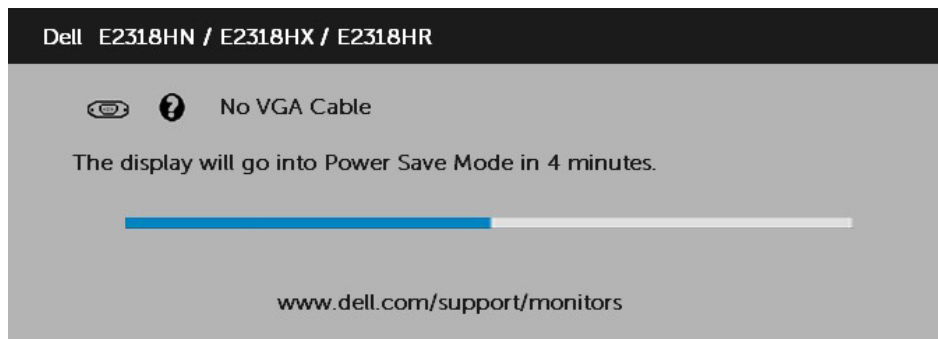 Dell E2318HN / E2318HX / E2318HR
No VGA Cable
The display will go into Power Save Mode in 4 minutes.
www.dell.com/support/monitors